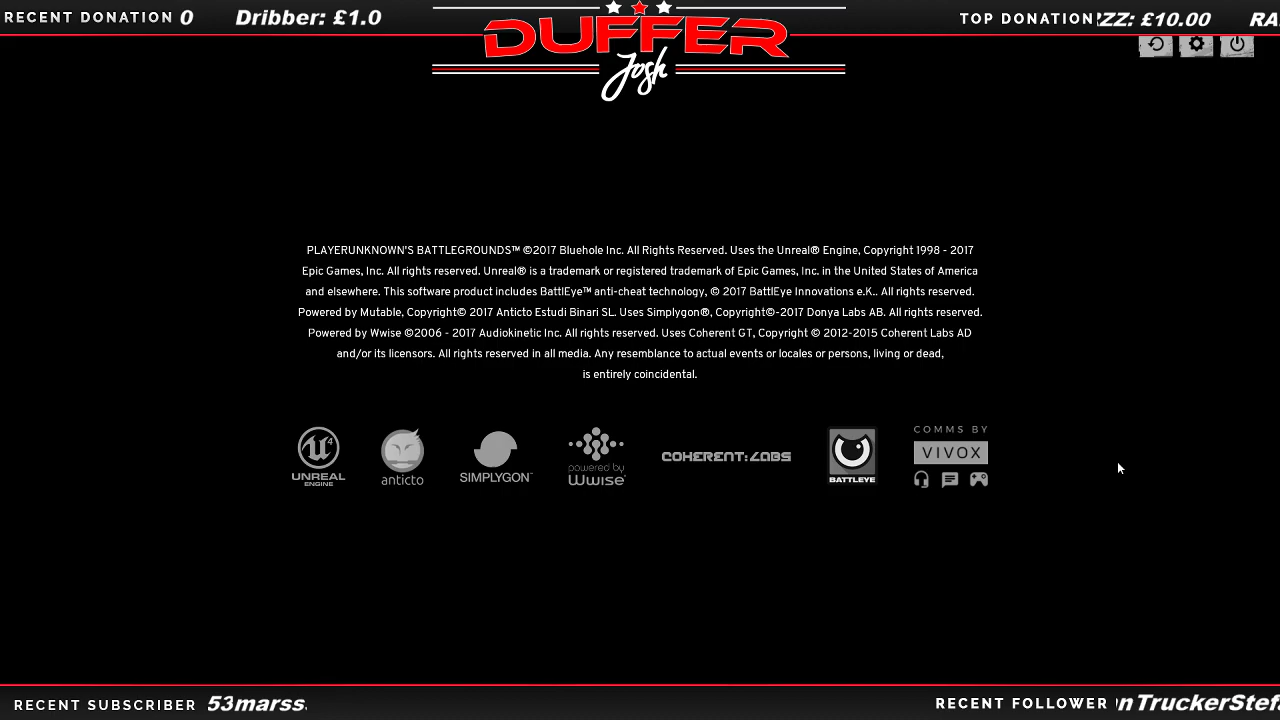 RECENT DONATION 0 Dribber: £1.0
DUFFER
Josh
TOP DONATION ZZ: £10.00 RA
PLAYERUNKNOWN'S BATTLEGROUNDS™ ©2017 Bluehole Inc. All Rights Reserved. Uses the Unreal® Engine, Copyright 1998 - 2017
Epic Games, Inc. All rights reserved. Unreal® is a trademark or registered trademark of Epic Games, Inc. in the United States of America
and elsewhere. This software product includes BattlEye™ anti-cheat technology, © 2017 BattlEye Innovations e.K.. All rights reserved.
Powered by Mutable, Copyright© 2017 Anticto Estudi Binari SL. Uses Simplygon®, Copyright©-2017 Donya Labs AB. All rights reserved.
Powered by Wwise ©2006 - 2017 Audiokinetic Inc. All rights reserved. Uses Coherent GT, Copyright © 2012-2015 Coherent Labs AD
and/or its licensors. All rights reserved in all media. Any resemblance to actual events or locales or persons, living or dead,
is entirely coincidental.
4
UNREAL
ENGINE
anticto
SIMPLYGON™
powered by
Wwise
COHERENT:LABS
BATTLEYE
COMMS BY
VIVOX
RECENT SUBSCRIBER 53marss
RECENT FOLLOWER nTruckerStef